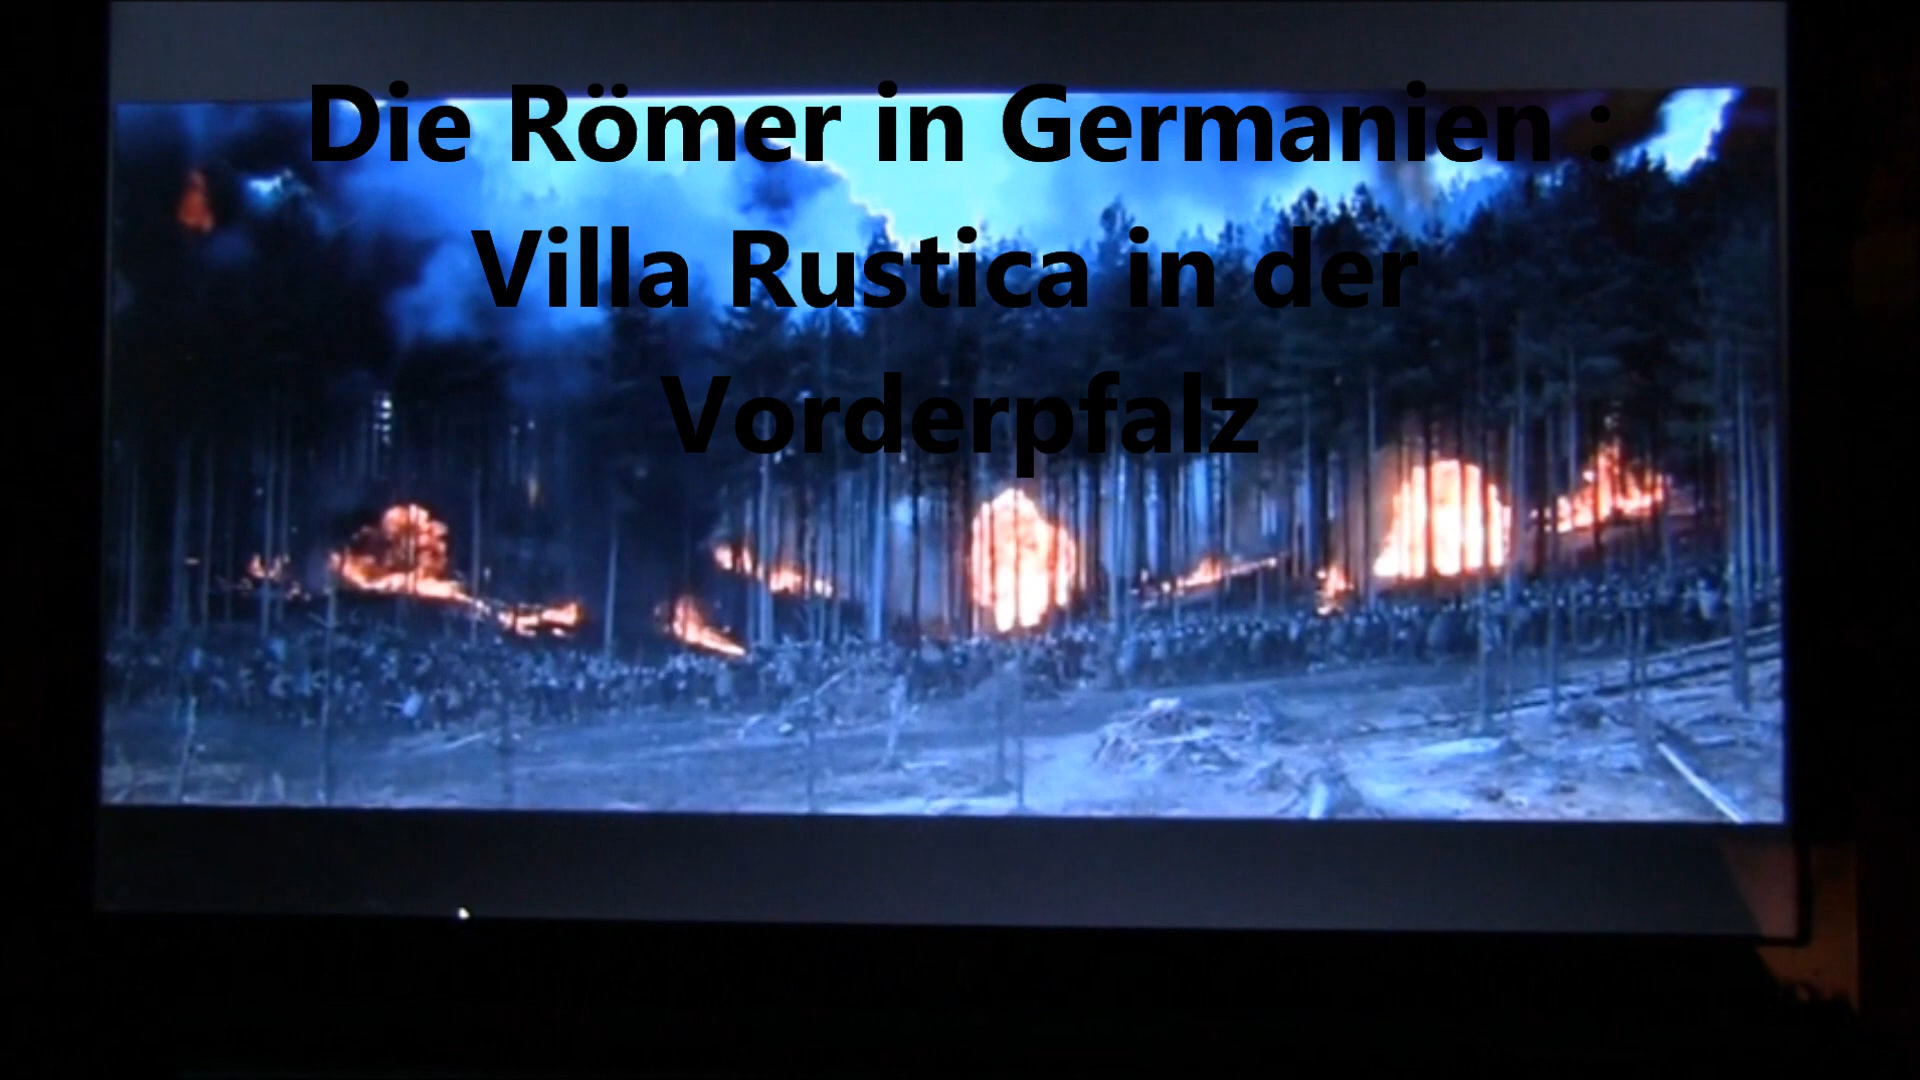 Die Römer in Germanien :
Villa Rustica in der
Vorderpfalz